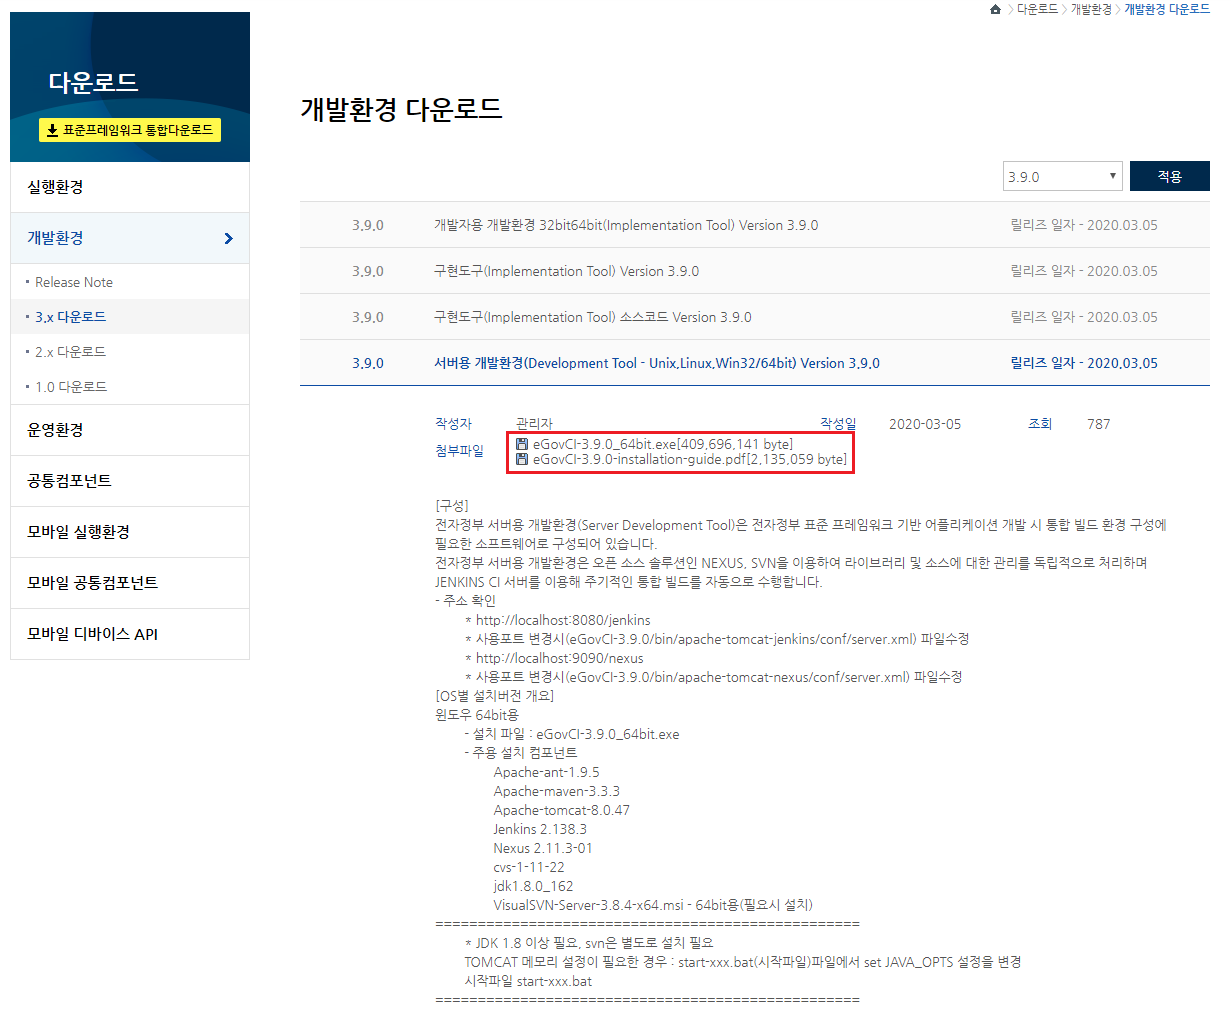 다운로드 > 개발환경 > 개발환경 다운로드
다운로드
표준프레임워크 통합다운로드
실행환경
개발환경
Release Note
3.x 다운로드
2.x 다운로드
1.0 다운로드
운영환경
공통컴포넌트
모바일 실행환경
모바일 공통컴포넌트
모바일 디바이스 API
개발환경 다운로드
3.9.0 적용
3.9.0 개발자용 개발환경 32bit64bit(Implementation Tool) Version 3.9.0 릴리즈 일자 - 2020.03.05
3.9.0 구현도구(Implementation Tool) Version 3.9.0 릴리즈 일자 - 2020.03.05
3.9.0 구현도구(Implementation Tool) 소스코드 Version 3.9.0 릴리즈 일자 - 2020.03.05
3.9.0 서버용 개발환경(Development Tool - Unix,Linux,Win32/64bit) Version 3.9.0 릴리즈 일자 - 2020.03.05
작성자 관리자 작성일 2020-03-05 조회 787
첨부파일 eGovCI-3.9.0_64bit.exe[409,696,141 byte]
eGovCI-3.9.0-installation-guide.pdf[2,135,059 byte]
[구성]
전자정부 서버용 개발환경(Server Development Tool)은 전자정부 표준 프레임워크 기반 어플리케이션 개발 시 통합 빌드 환경 구성에
필요한 소프트웨어로 구성되어 있습니다.
전자정부 서버용 개발환경은 오픈 소스 솔루션인 NEXUS, SVN을 이용하여 라이브러리 및 소스에 대한 관리를 독립적으로 처리하며
JENKINS CI 서버를 이용해 주기적인 통합 빌드를 자동으로 수행합니다.
- 주소 확인
* http://localhost:8080/jenkins
* 사용포트 변경시(eGovCI-3.9.0/bin/apache-tomcat-jenkins/conf/server.xml) 파일수정
* http://localhost:9090/nexus
* 사용포트 변경시(eGovCI-3.9.0/bin/apache-tomcat-nexus/conf/server.xml) 파일수정
[OS별 설치버전 개요]
윈도우 64bit용
- 설치 파일 : eGovCI-3.9.0_64bit.exe
- 주용 설치 컴포넌트
Apache-ant-1.9.5
Apache-maven-3.3.3
Apache-tomcat-8.0.47
Jenkins 2.138.3
Nexus 2.11.3-01
cvs-1-11-22
jdk1.8.0_162
VisualSVN-Server-3.8.4-x64.msi - 64bit용(필요시 설치)
==================================================
* JDK 1.8 이상 필요, svn은 별도로 설치 필요
TOMCAT 메모리 설정이 필요한 경우 : start-xxx.bat(시작파일)파일에서 set JAVA_OPTS 설정을 변경
시작파일 start-xxx.bat
==================================================